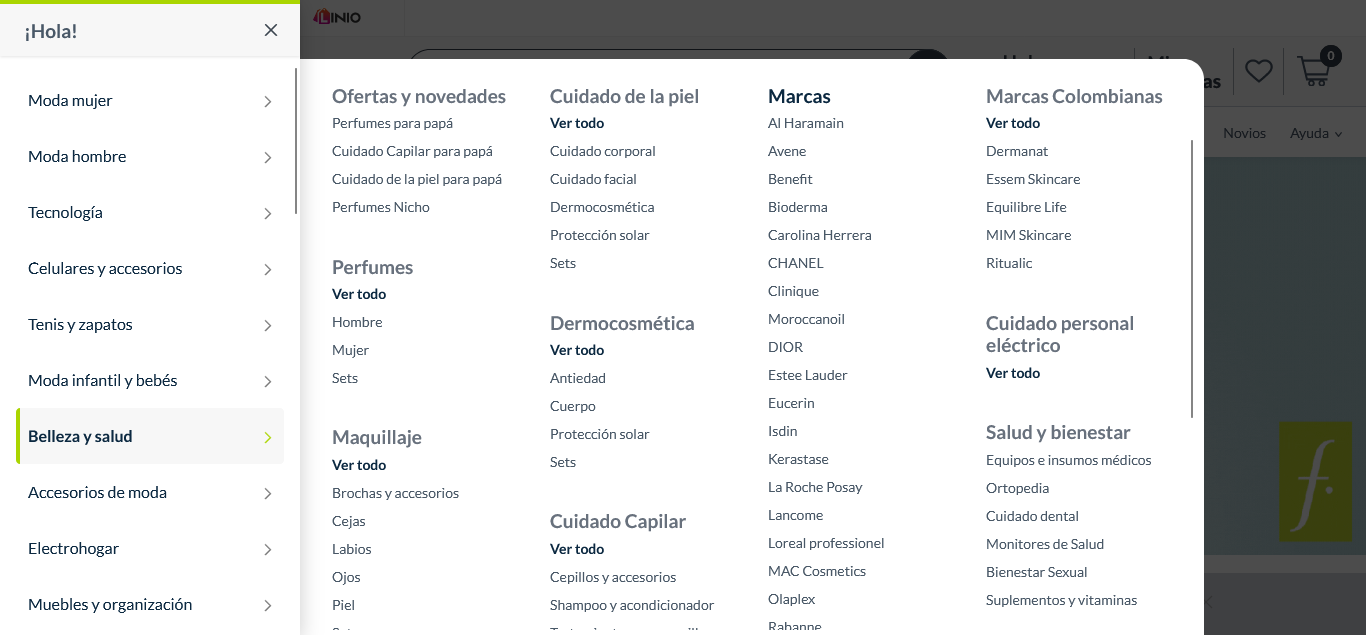 ¡Hola!
Moda mujer
Moda hombre
Tecnología
Celulares y accesorios
Tenis y zapatos
Moda infantil y bebés
Belleza y salud
Accesorios de moda
Electrohogar
Muebles y organización
LINIO
0
Novios
Ayuda
Ofertas y novedades
Perfumes para papá
Cuidado Capilar para papá
Cuidado de la piel para papá
Perfumes Nicho
Perfumes
Ver todo
Hombre
Mujer
Sets
Maquillaje
Ver todo
Brochas y accesorios
Cejas
Labios
Ojos
Piel
Cuidado de la piel
Ver todo
Cuidado corporal
Cuidado facial
Dermocosmética
Protección solar
Sets
Dermocosmética
Ver todo
Antiedad
Cuerpo
Protección solar
Sets
Cuidado Capilar
Ver todo
Cepillos y accesorios
Shampoo y acondicionador
Marcas
Al Haramain
Avene
Benefit
Bioderma
Carolina Herrera
CHANEL
Clinique
Moroccanoil
DIOR
Estee Lauder
Eucerin
Isdin
Kerastase
La Roche Posay
Lancome
Loreal professionel
MAC Cosmetics
Olaplex
Rabanne
Marcas Colombianas
Ver todo
Dermanat
Essem Skincare
Equilibre Life
MIM Skincare
Ritualic
Cuidado personal
eléctrico
Ver todo
Salud y bienestar
Equipos e insumos médicos
Ortopedia
Cuidado dental
Monitores de Salud
Bienestar Sexual
Suplementos y vitaminas
f.